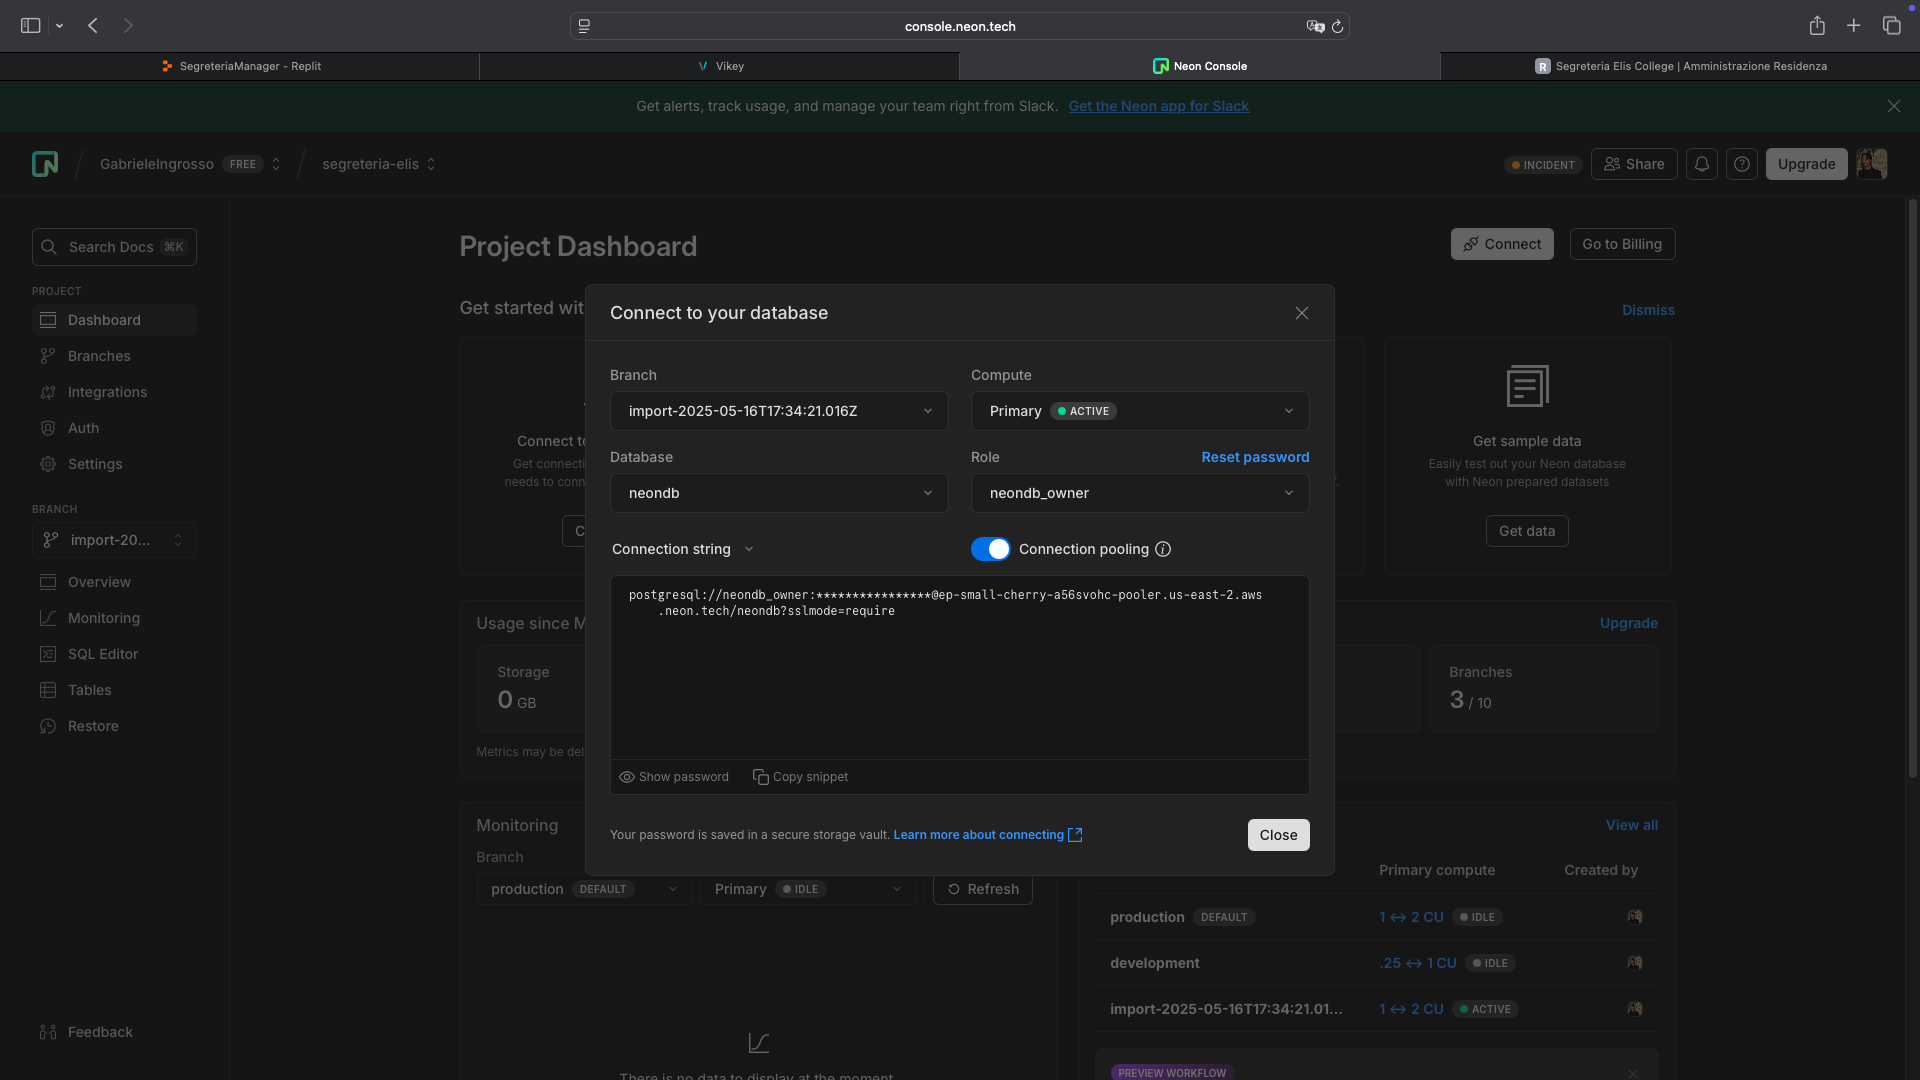 console.neon.tech
SegreteriaManager - Replit
Vikey
Neon Console
R Segreteria Elis College | Amministrazione Residenza
Get alerts, track usage, and manage your team right from Slack. Get the Neon app for Slack
GabrieleIngrosso FREE
segreteria-elis
INCIDENT
Share
Upgrade
Search Docs ⌘K
PROJECT
Dashboard
Branches
Integrations
Auth
Settings
BRANCH
import-20...
Overview
Monitoring
SQL Editor
Tables
Restore
Feedback
Project Dashboard
Connect
Go to Billing
Get started wit
Dismiss
Connect to
Get connecti
needs to conn
C
Get sample data
Easily test out your Neon database
with Neon prepared datasets
Get data
Connect to your database
Branch
import-2025-05-16T17:34:21.016Z
Compute
Primary ACTIVE
Database
neondb
Role
Reset password
neondb_owner
Connection string
Connection pooling
postgresql://neondb_owner:****************@ep-small-cherry-a56svohc-pooler.us-east-2.aws
.neon.tech/neondb?sslmode=require
Show password
Copy snippet
Your password is saved in a secure storage vault. Learn more about connecting
Close
Usage since M
Upgrade
Storage
0 GB
Branches
3 / 10
Metrics may be del
Monitoring
Branch
production DEFAULT
Primary IDLE
Refresh
There is no data to display at the moment
View all
Primary compute
Created by
production DEFAULT
1 ↔ 2 CU IDLE
development
.25 ↔ 1 CU IDLE
import-2025-05-16T17:34:21.01...
1 ↔ 2 CU ACTIVE
PREVIEW WORKFLOW